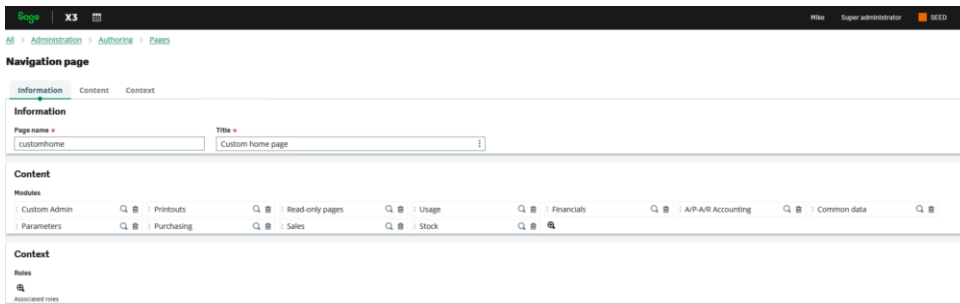 Sage X3 Mike Super administrator SEED
All > Administration > Authoring > Pages
Navigation page
Information Content Context
Information
Page name * Title *
customhome Custom home page
Content
Modules
Custom Admin Printouts Read-only pages Usage Financials A/P-A/R Accounting Common data
Parameters Purchasing Sales Stock
Context
Roles
Associated roles